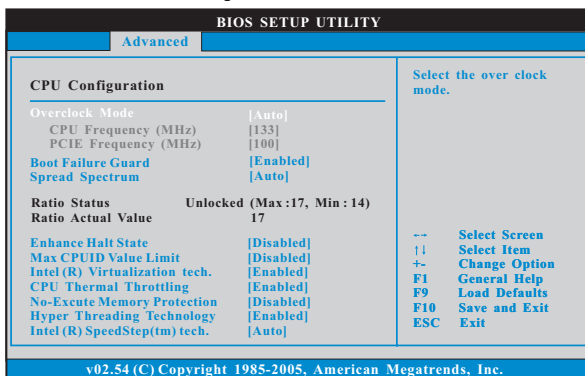 BIOS SETUP UTILITY
Advanced
CPU Configuration
Overclock Mode [Auto]
CPU Frequency (MHz) [133]
PCIE Frequency (MHz) [100]
Boot Failure Guard [Enabled]
Spread Spectrum [Auto]
Ratio Status Unlocked (Max:17, Min:14)
Ratio Actual Value 17
Enhance Halt State [Disabled]
Max CPUID Value Limit [Disabled]
Intel (R) Virtualization tech. [Enabled]
CPU Thermal Throttling [Enabled]
No-Excute Memory Protection [Disabled]
Hyper Threading Technology [Enabled]
Intel (R) SpeedStep(tm) tech. [Auto]
Select the over clock
mode.
←→ Select Screen
↑↓ Select Item
+- Change Option
F1 General Help
F9 Load Defaults
F10 Save and Exit
ESC Exit
v02.54 (C) Copyright 1985-2005, American Megatrends, Inc.